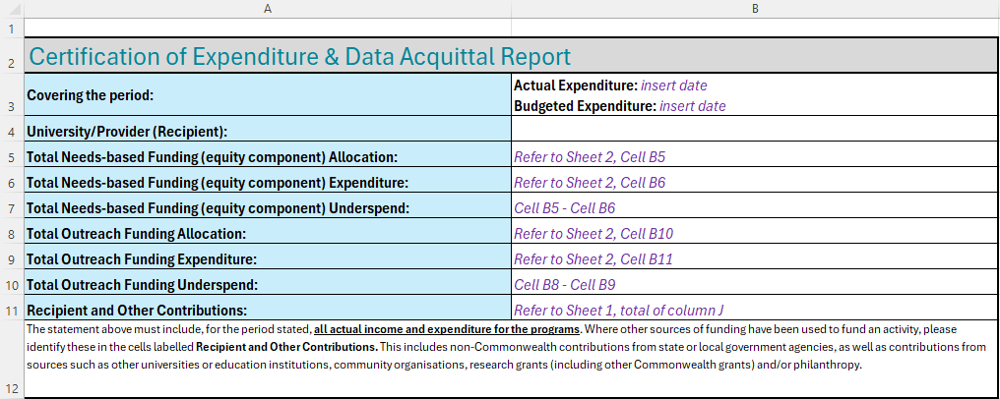 A B
1
2 Certification of Expenditure & Data Acquittal Report
3 Covering the period: Actual Expenditure: insert date
Budgeted Expenditure: insert date
4 University/Provider (Recipient):
5 Total Needs-based Funding (equity component) Allocation: Refer to Sheet 2, Cell B5
6 Total Needs-based Funding (equity component) Expenditure: Refer to Sheet 2, Cell B6
7 Total Needs-based Funding (equity component) Underspend: Cell B5 - Cell B6
8 Total Outreach Funding Allocation: Refer to Sheet 2, Cell B10
9 Total Outreach Funding Expenditure: Refer to Sheet 2, Cell B11
10 Total Outreach Funding Underspend: Cell B8 - Cell B9
11 Recipient and Other Contributions: Refer to Sheet 1, total of column J
The statement above must include, for the period stated, all actual income and expenditure for the programs. Where other sources of funding have been used to fund an activity, please
identify these in the cells labelled Recipient and Other Contributions. This includes non-Commonwealth contributions from state or local government agencies, as well as contributions from
sources such as other universities or education institutions, community organisations, research grants (including other Commonwealth grants) and/or philanthropy.
12